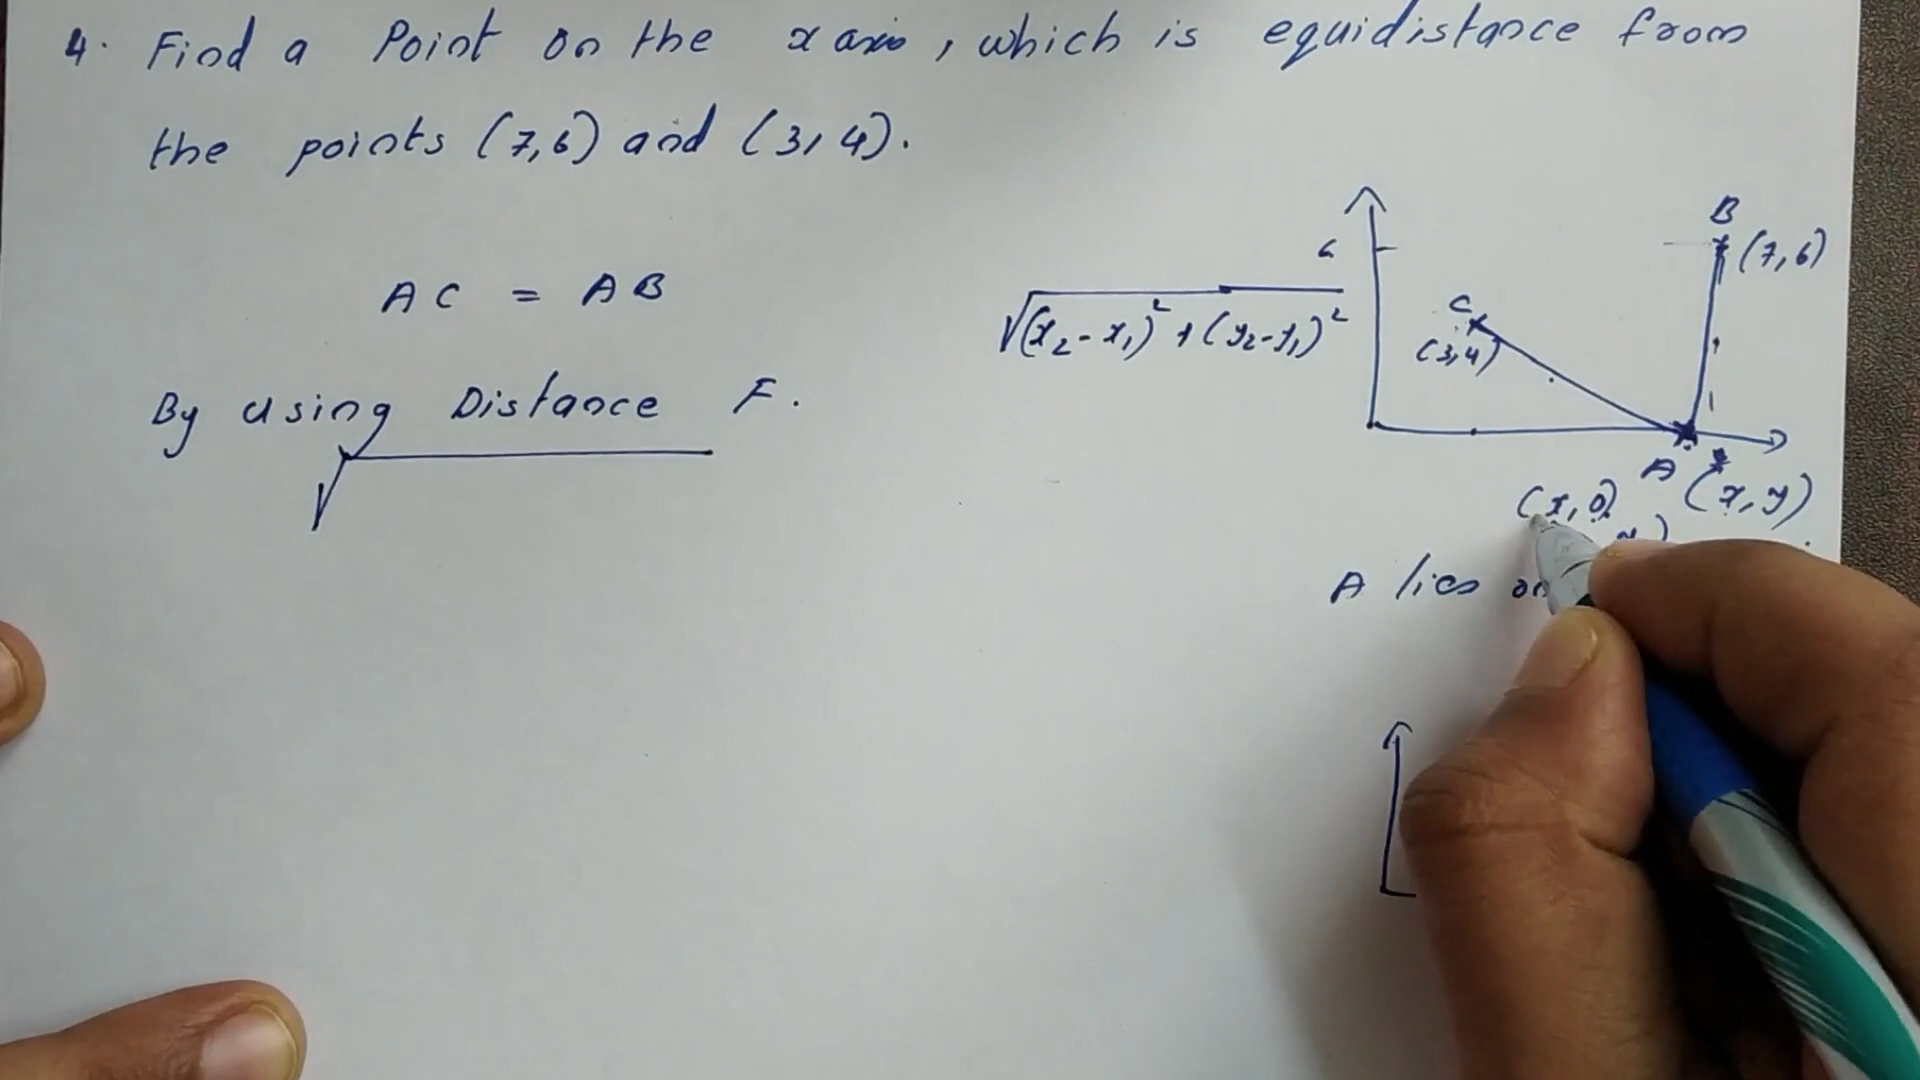 4. Find a Point on the x axis, which is equidistance from
the points (7,6) and (3,4).
AC = AB
By using Distance F.
√
√(x₂-x₁)² + (y₂-y₁)²
6
B
(7,6)
C
(3,4)
A (x,y)
(x,0)
A lies